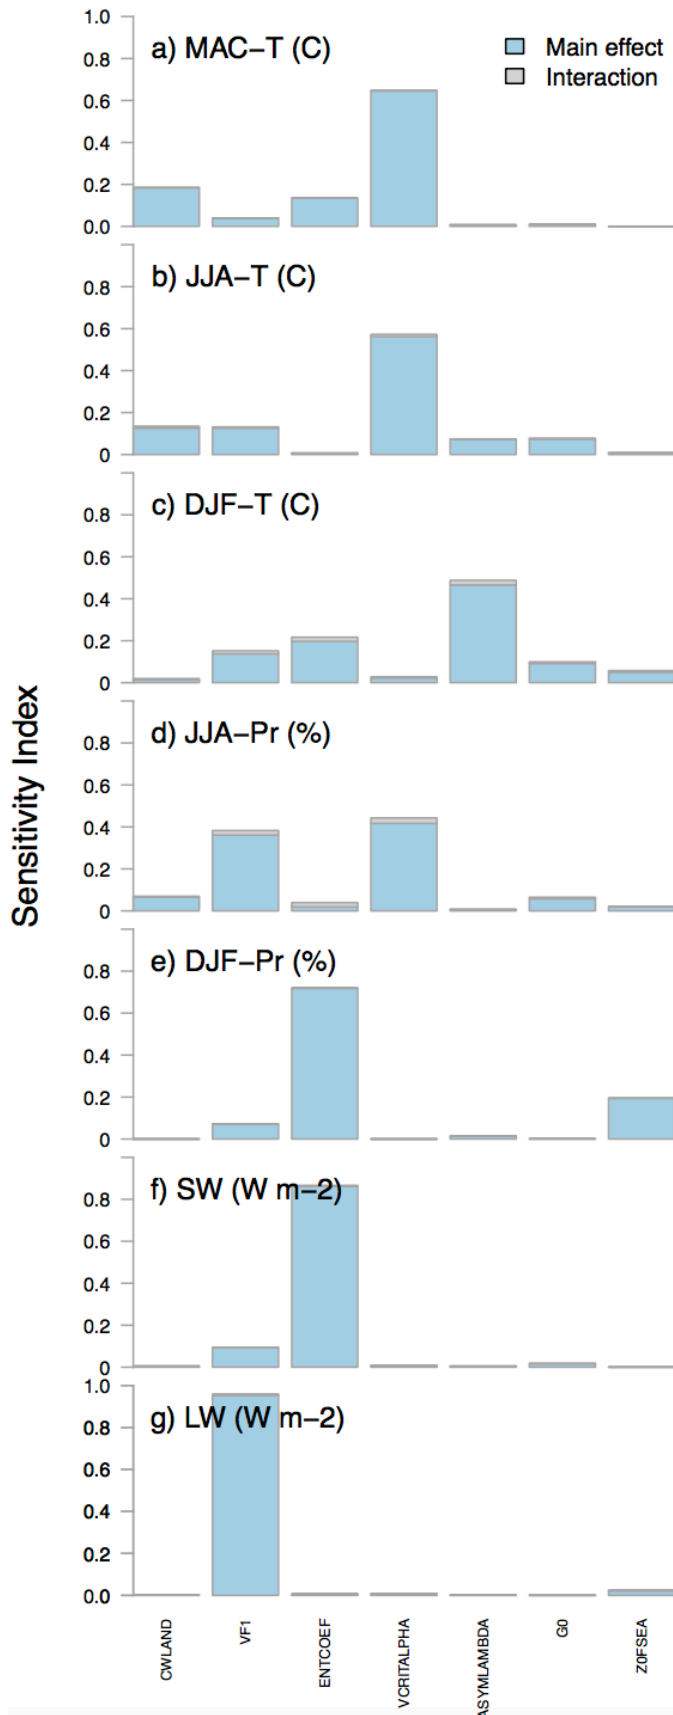 1.0
a) MAC−T (C)
Main effect
Interaction
0.8
0.6
0.4
0.2
0.0
b) JJA−T (C)
0.8
0.6
0.4
0.2
0
c) DJF−T (C)
0.8
0.6
0.4
0.2
0
d) JJA−Pr (%)
0.8
0.6
0.4
0.2
0
e) DJF−Pr (%)
0.8
0.6
0.4
0.2
0
f) SW (W m−2)
0.8
0.6
0.4
0.2
0
1.0
g) LW (W m−2)
0.8
0.6
0.4
0.2
0.0
Sensitivity Index
CWLAND
VF1
ENTCOEF
VCRITALPHA
ASYMLAMBDA
G0
Z0FSEA